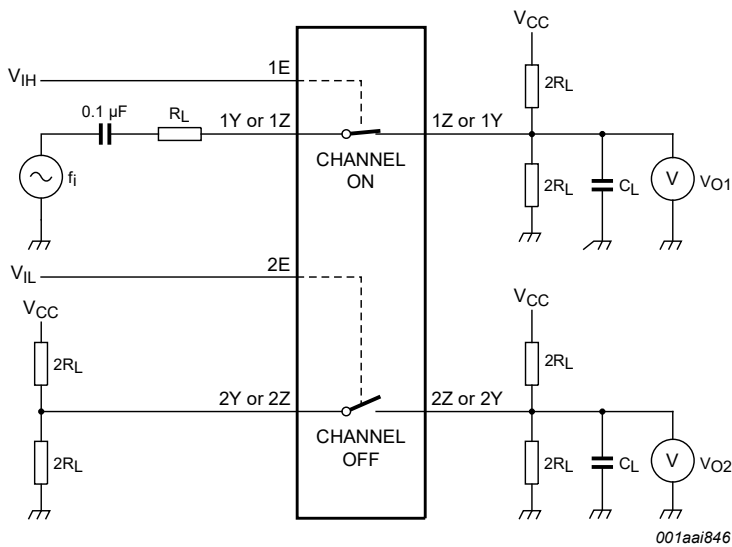 VCC
VIH
1E
2RL
0.1 µF
RL
1Y or 1Z
1Z or 1Y
fi
CHANNEL
ON
2RL
CL
V
VO1
VIL
2E
VCC
VCC
2RL
2RL
2Y or 2Z
2Z or 2Y
CHANNEL
OFF
2RL
2RL
CL
V
VO2
001aai846